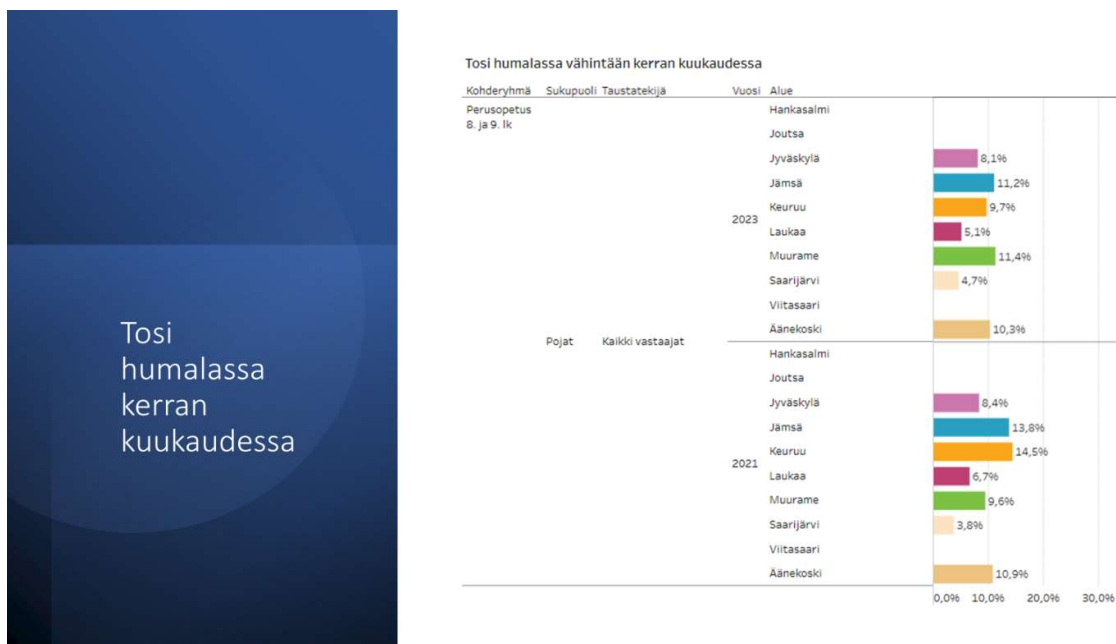 Tosi
humalassa
kerran
kuukaudessa
Tosi humalassa vähintään kerran kuukaudessa
Kohderyhmä Sukupuoli Taustatekijä Vuosi Alue
Perusopetus
8. ja 9. lk
Pojat Kaikki vastaajat
2023
Hankasalmi
Joutsa
Jyväskylä 8,1%
Jämsä 11,2%
Keuruu 9,7%
Laukaa 5,1%
Muurame 11,4%
Saarijärvi 4,7%
Viitasaari
Äänekoski 10,3%
2021
Hankasalmi
Joutsa
Jyväskylä 8,4%
Jämsä 13,8%
Keuruu 14,5%
Laukaa 6,7%
Muurame 9,6%
Saarijärvi 3,8%
Viitasaari
Äänekoski 10,9%
0,0% 10,0% 20,0% 30,0%